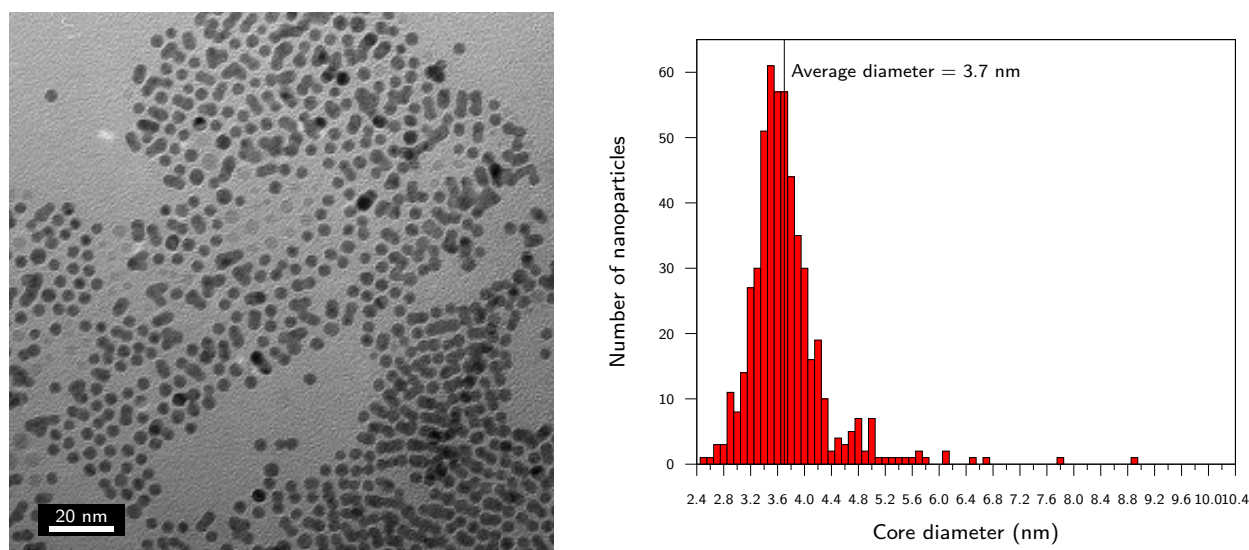 20 nm
Average diameter = 3.7 nm
Number of nanoparticles
60
50
40
30
20
10
0
2.4 2.8 3.2 3.6 4.0 4.4 4.8 5.2 5.6 6.0 6.4 6.8 7.2 7.6 8.0 8.4 8.8 9.2 9.6 10.0 10.4
Core diameter (nm)